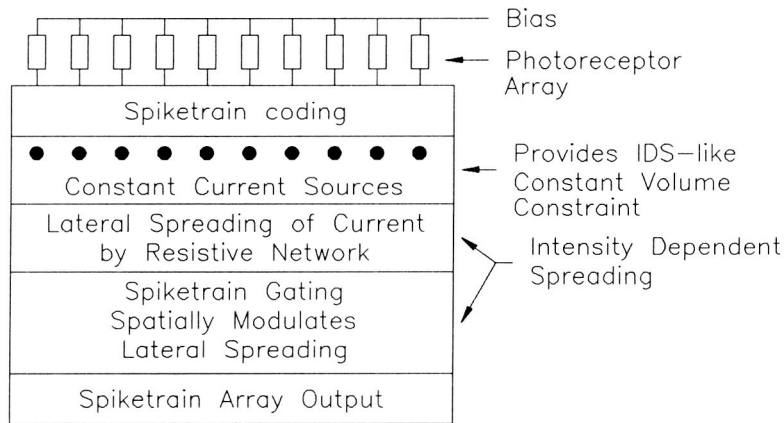 Bias
Photoreceptor
Array
Spiketrain coding
Constant Current Sources
Provides IDS-like
Constant Volume
Constraint
Lateral Spreading of Current
by Resistive Network
Intensity Dependent
Spreading
Spiketrain Gating
Spatially Modulates
Lateral Spreading
Spiketrain Array Output